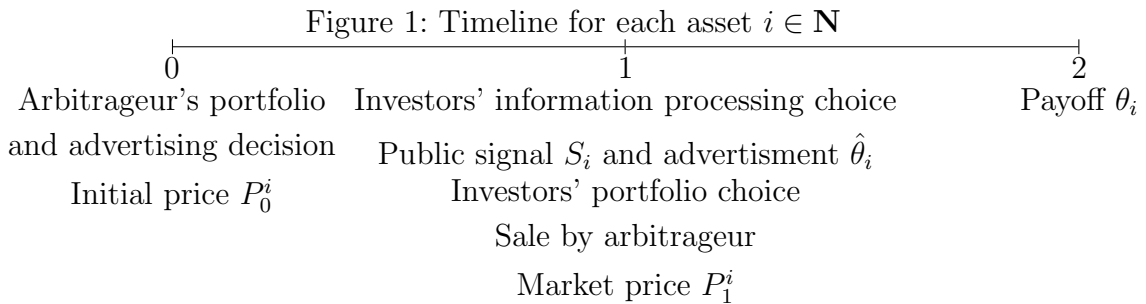 Figure 1: Timeline for each asset i ∈ N
0 1 2
Arbitrageur's portfolio Investors' information processing choice Payoff θ_i
and advertising decision Public signal S_i and advertisment θ̂_i
Initial price P_0^i Investors' portfolio choice
Sale by arbitrageur
Market price P_1^i